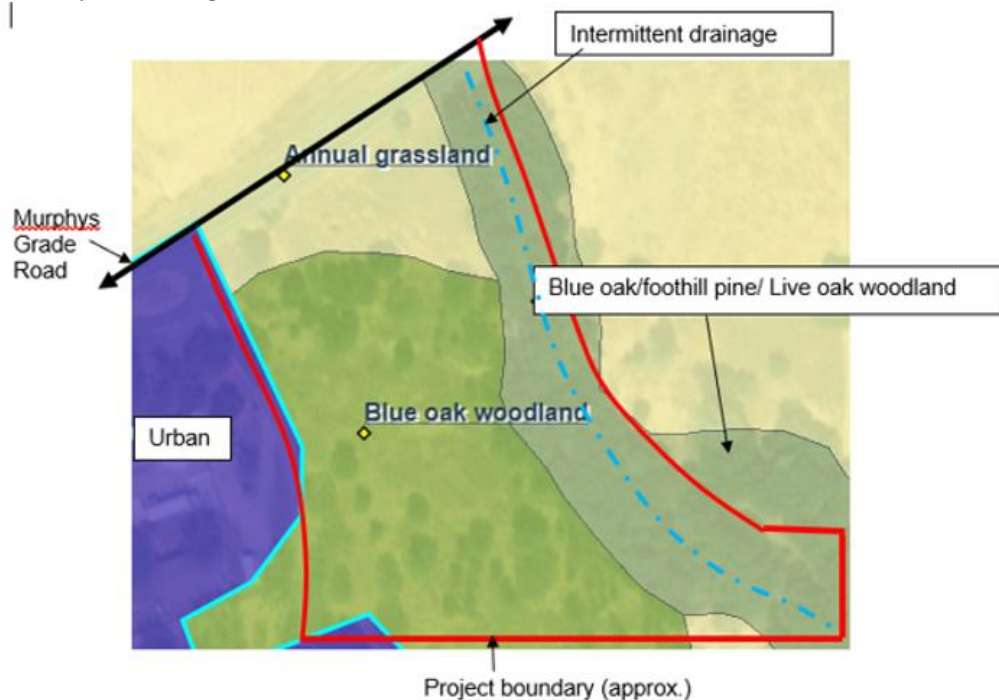 Intermittent drainage
Annual grassland
Murphys
Grade
Road
Blue oak/foothill pine/ Live oak woodland
Blue oak woodland
Urban
Project boundary (approx.)